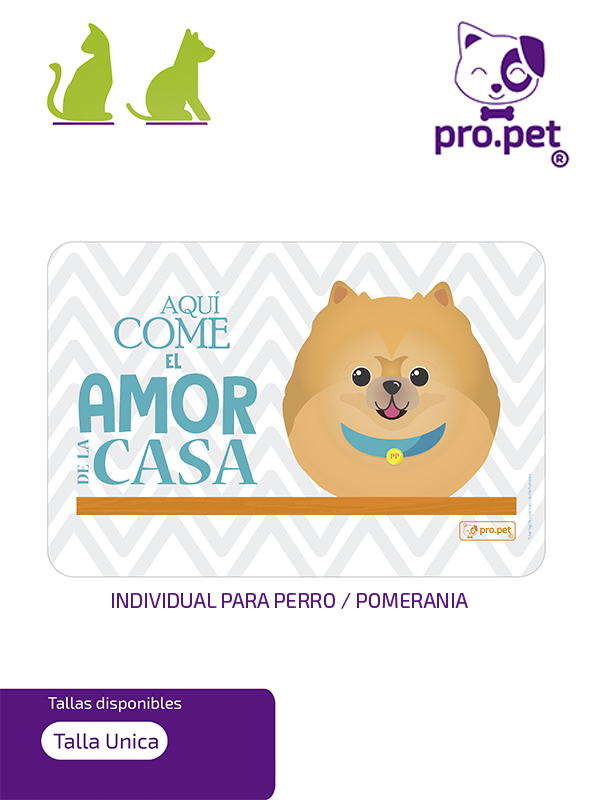 pro.pet
®
AQUÍ
COME
EL
AMOR
DE LA
CASA
PP
pro.pet
INDIVIDUAL PARA PERRO / POMERANIA
Tallas disponibles
Talla Unica